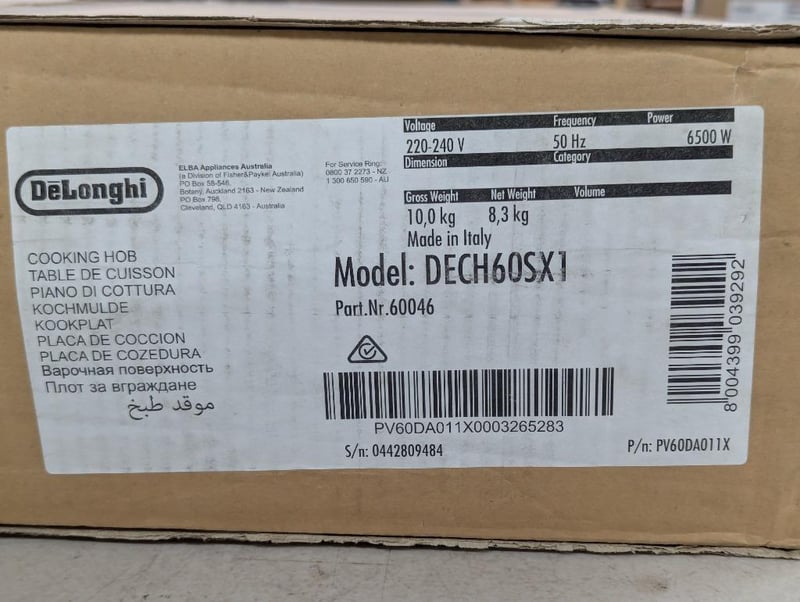 DeLonghi
ELBA Appliances Australia
(a Division of Fisher&Paykel Australia)
PO Box 58-546,
Botany, Auckland 2163 - New Zealand
PO Box 798,
Cleveland, QLD 4163 - Australia
For Service Ring:
0800 37 2273 - NZ
1 300 650 590 - AU
Voltage Frequency Power
220-240 V 50 Hz 6500 W
Dimension Category
Gross Weight Net Weight Volume
10,0 kg 8,3 kg
Made in Italy
COOKING HOB
TABLE DE CUISSON
PIANO DI COTTURA
KOCHMULDE
KOOKPLAT
PLACA DE COCCION
PLACA DE COZEDURA
Варочная поверхность
Плот за вграждане
موقد طبخ
Model: DECH60SX1
Part.Nr.60046
PV60DA011X0003265283
S/n: 0442809484
8 004399 039292
P/n: PV60DA011X